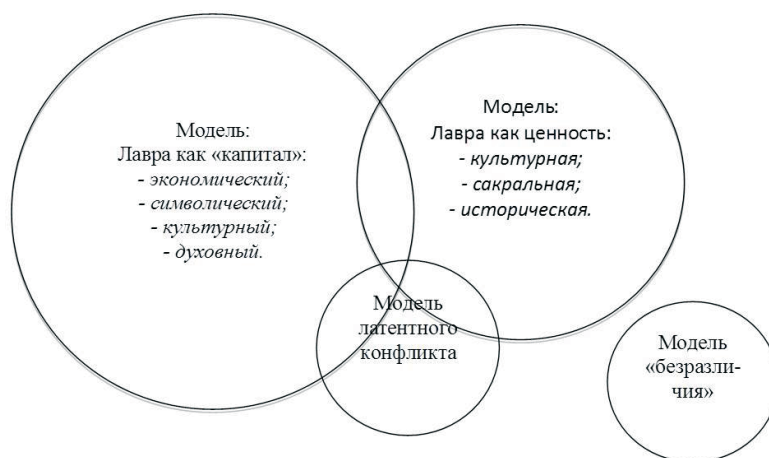 Модель:
Лавра как «капитал»:
- экономический;
- символический;
- культурный;
- духовный.
Модель:
Лавра как ценность:
- культурная;
- сакральная;
- историческая.
Модель
латентного
конфликта
Модель
«безразли-
чия»